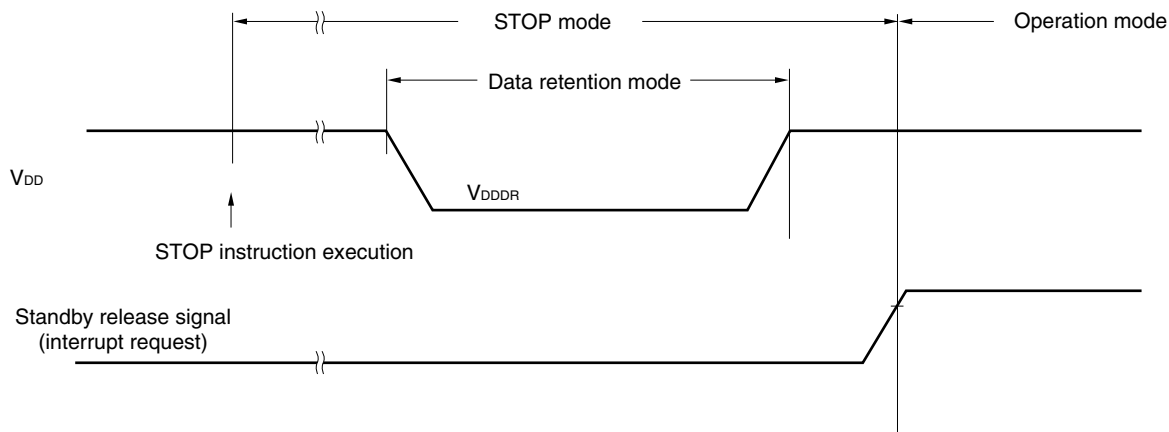 STOP mode
Operation mode
Data retention mode
VDD
VDDDR
STOP instruction execution
Standby release signal
(interrupt request)